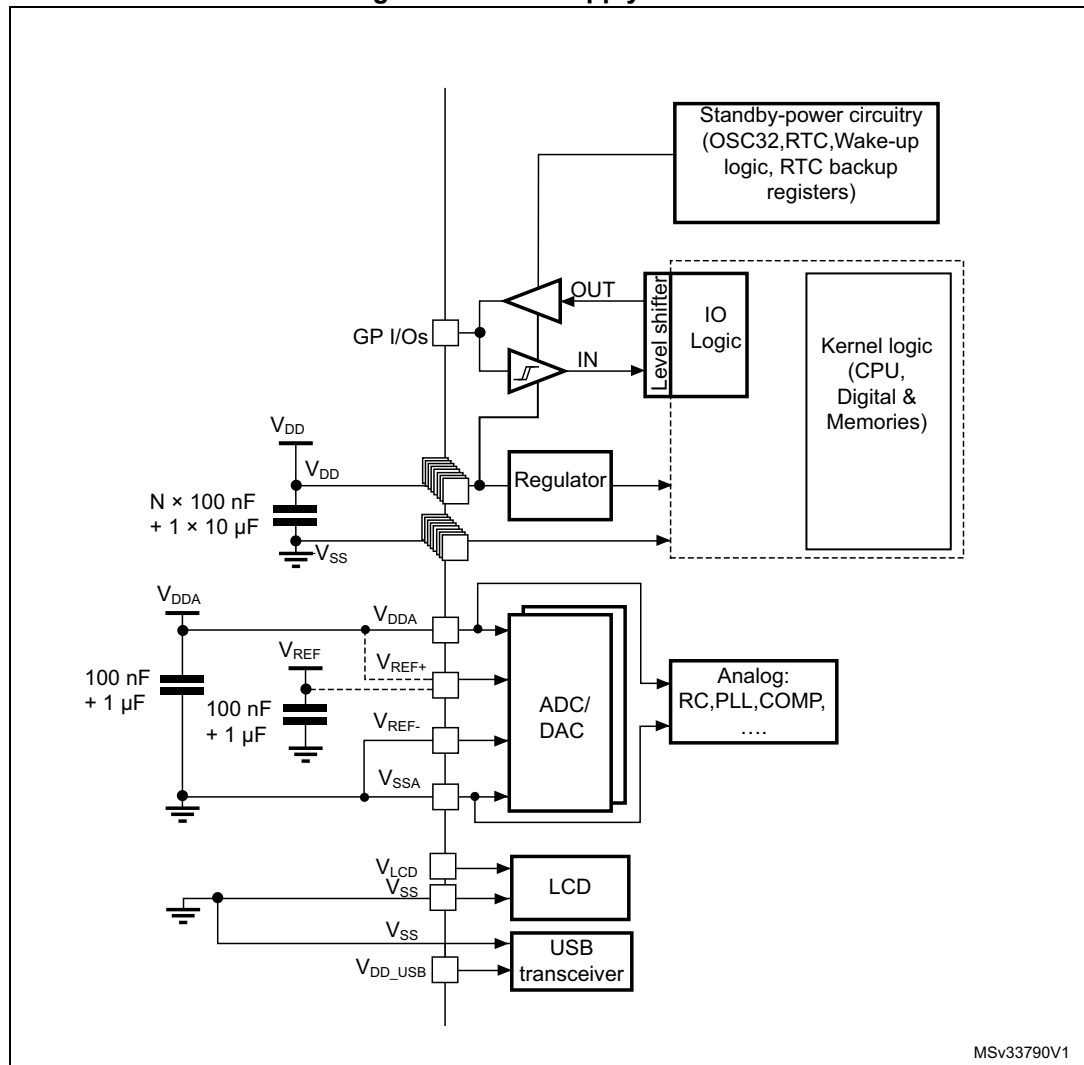 Standby-power circuitry
(OSC32,RTC,Wake-up
logic, RTC backup
registers)
OUT
GP I/Os
IN
Level shifter
IO
Logic
Kernel logic
(CPU,
Digital &
Memories)
VDD
VDD
N × 100 nF
+ 1 × 10 µF
Regulator
VSS
VDDA
VDDA
VREF
VREF+
100 nF
+ 1 µF
100 nF
+ 1 µF
VREF-
ADC/
DAC
Analog:
RC,PLL,COMP,
....
VSSA
VLCD
VSS
LCD
VSS
USB
transceiver
VDD_USB
MSv33790V1